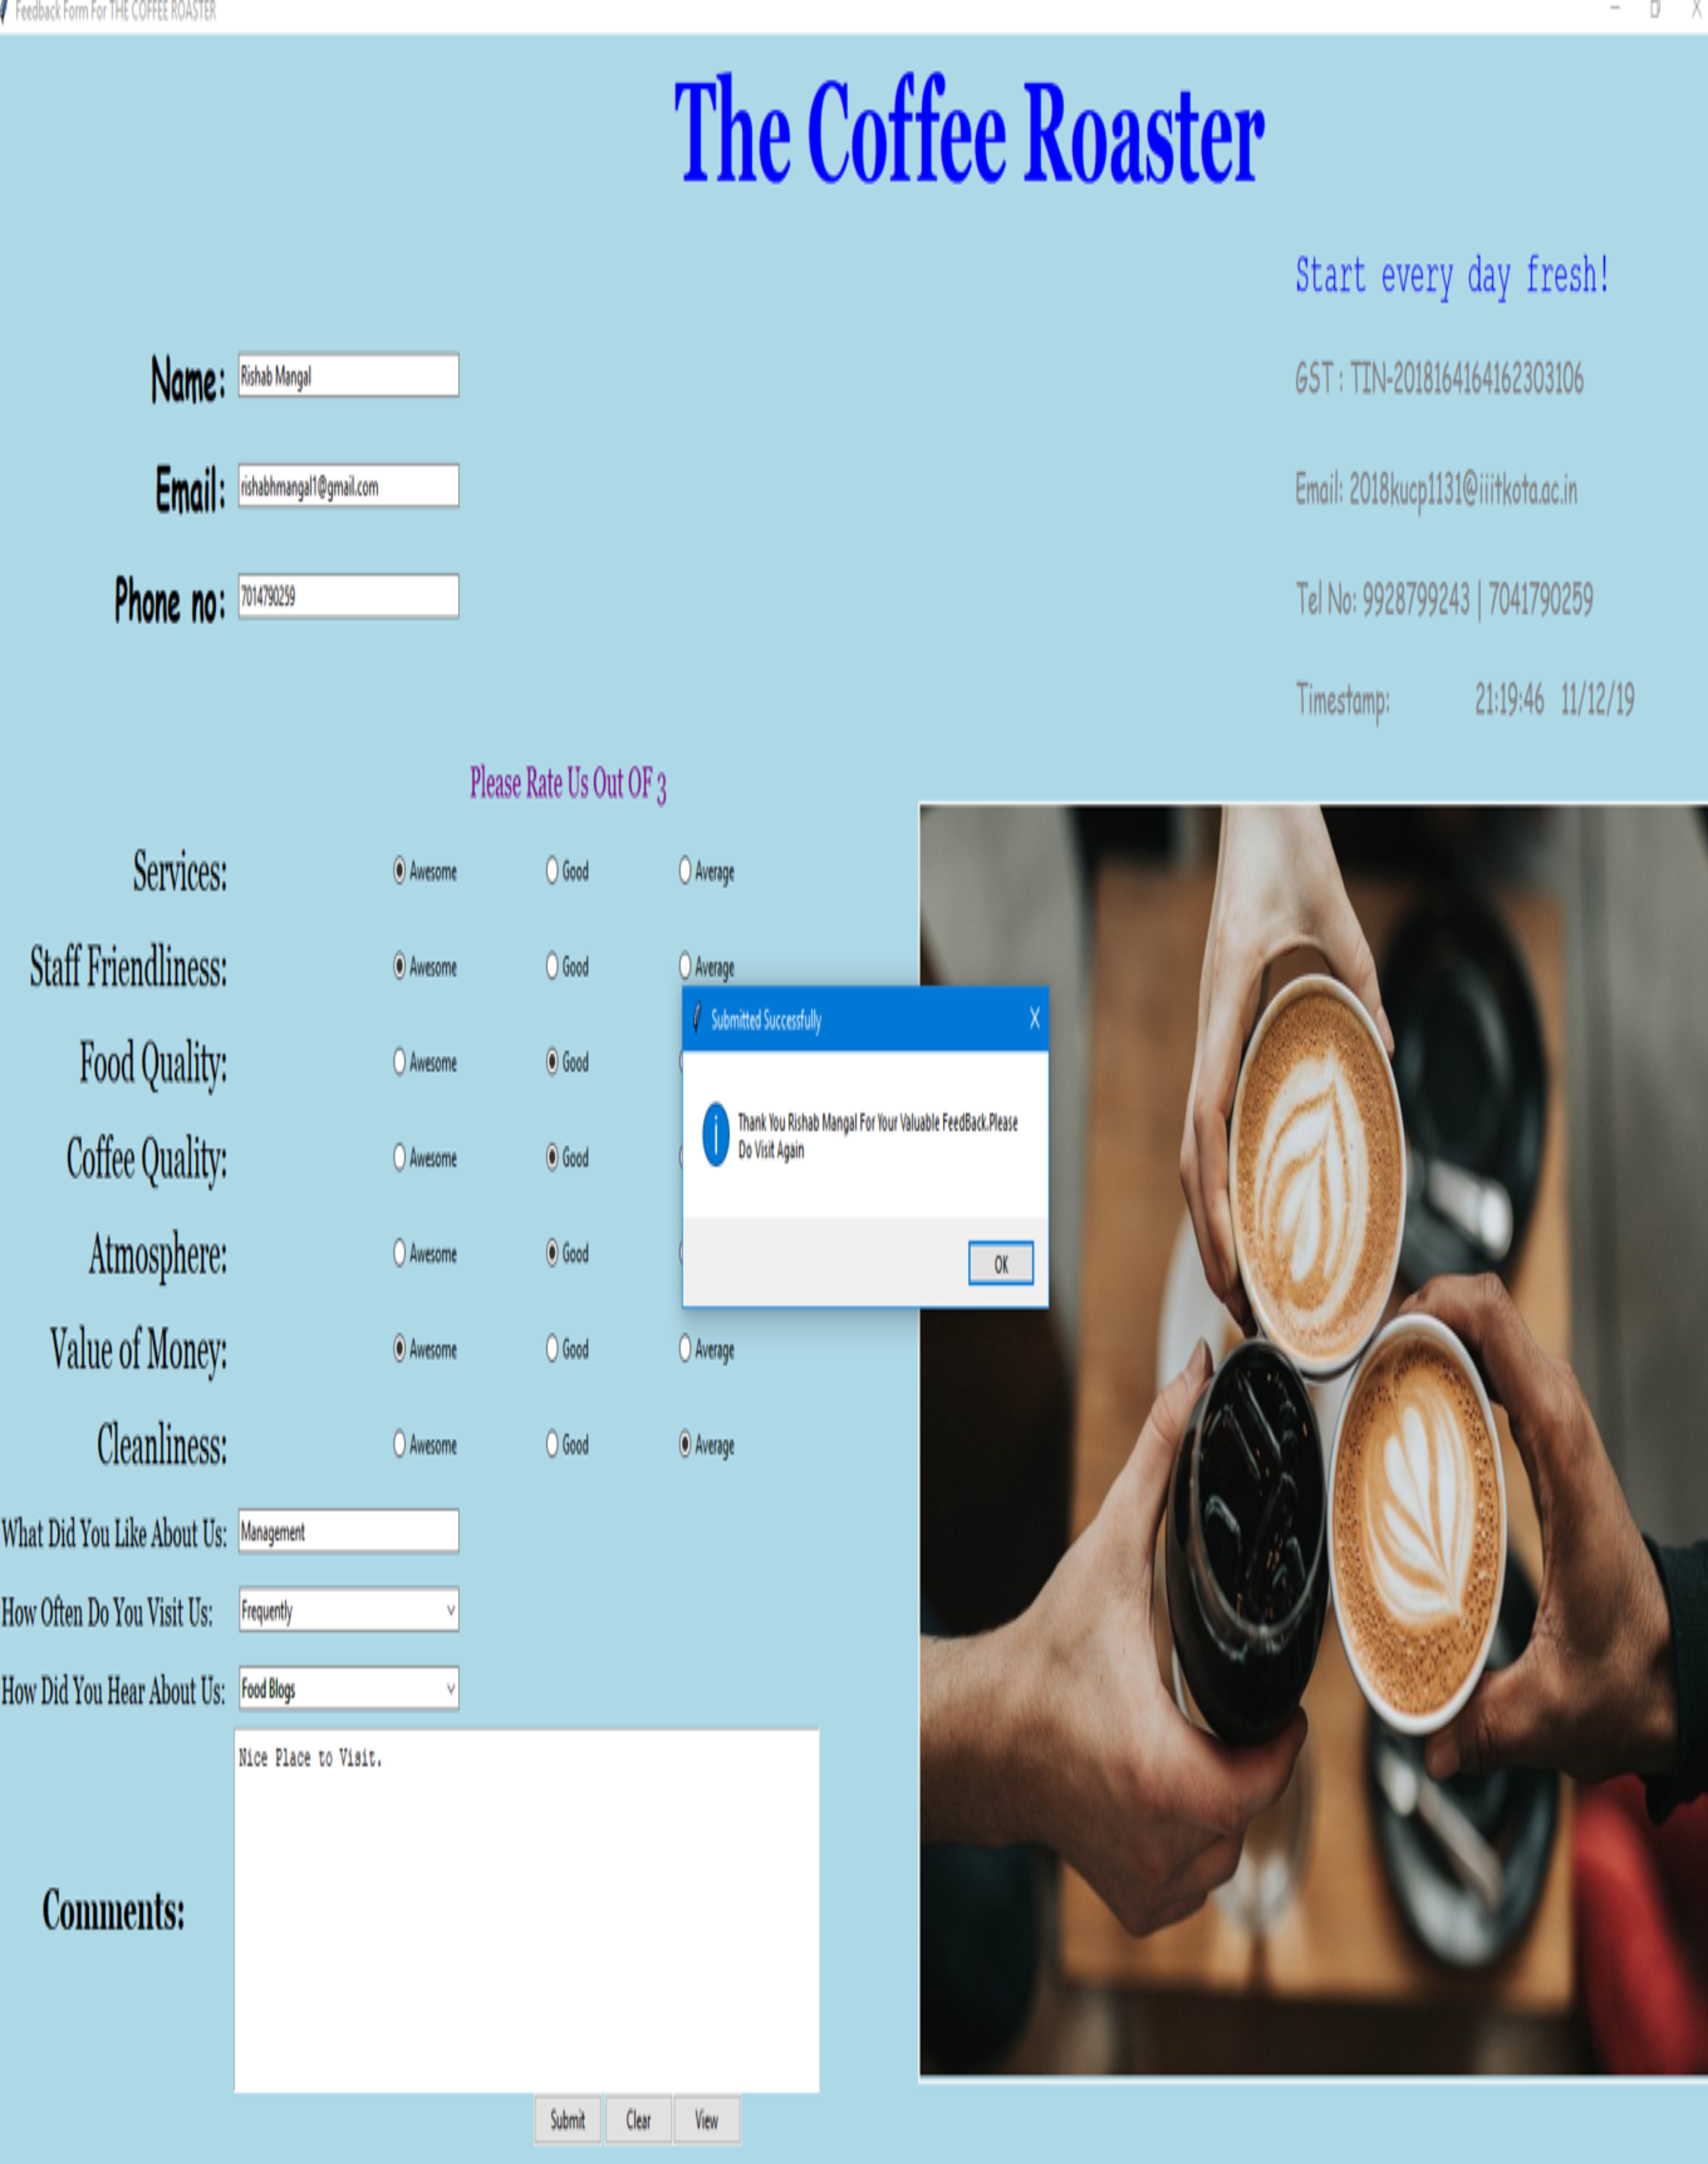 Feedback Form For THE COFFEE ROASTER
The Coffee Roaster
Start every day fresh!
Name: Rishab Mangal
GST : TIN-2018164164162303106
Email: rishabhmangal1@gmail.com
Email: 2018kucp1131@iiitkota.ac.in
Phone no: 7014790259
Tel No: 9928799243 | 7041790259
Timestamp: 21:19:46 11/12/19
Please Rate Us Out OF 3
Services: Awesome Good Average
Staff Friendliness: Awesome Good Average
Food Quality: Awesome Good
Coffee Quality: Awesome Good
Atmosphere: Awesome Good
Value of Money: Awesome Good Average
Cleanliness: Awesome Good Average
Submitted Successfully X
Thank You Rishab Mangal For Your Valuable FeedBack.Please
Do Visit Again
OK
What Did You Like About Us: Management
How Often Do You Visit Us: Frequently
How Did You Hear About Us: Food Blogs
Comments: Nice Place to Visit.
Submit Clear View